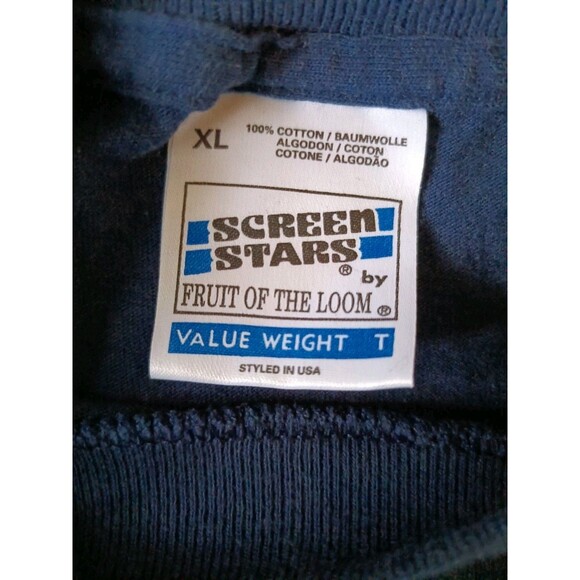 XL
100% COTTON / BAUMWOLLE
ALGODON / COTON
COTONE / ALGODÃO
SCREEN
STARS ®
by
FRUIT OF THE LOOM ®
VALUE WEIGHT T
STYLED IN USA